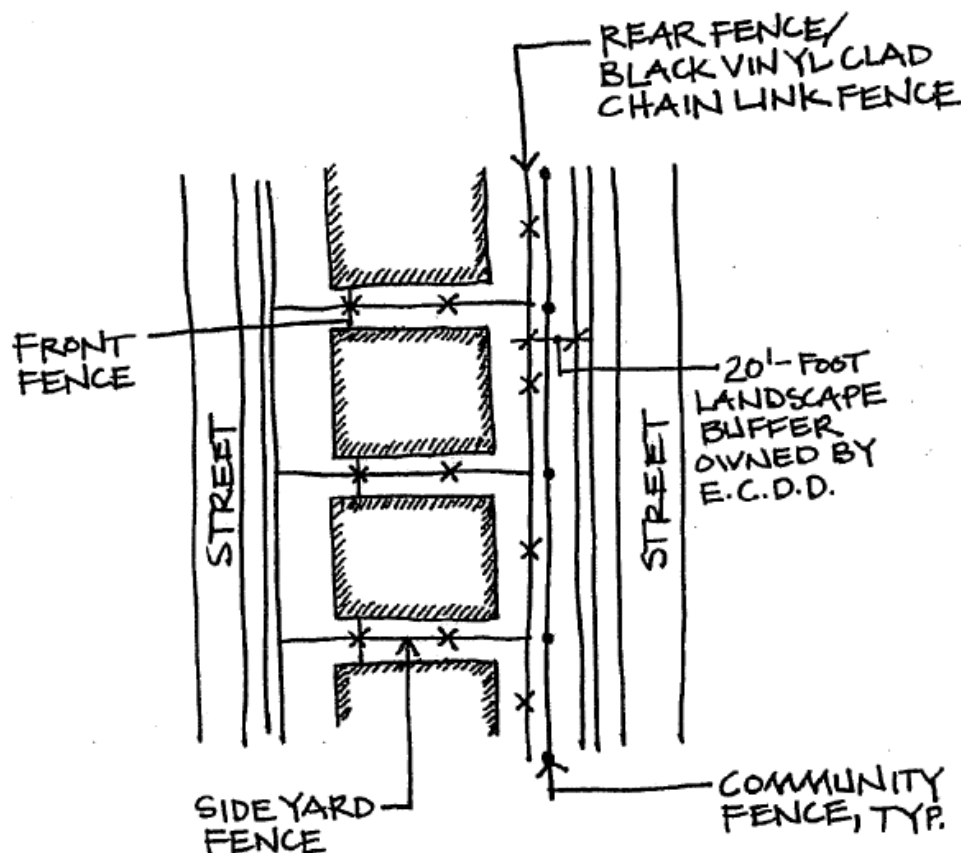 REAR FENCE/
BLACK VINYL CLAD
CHAIN LINK FENCE
FRONT
FENCE
20'-FOOT
LANDSCAPE
BUFFER
OWNED BY
E.C.D.D.
STREET
STREET
SIDE YARD
FENCE
COMMUNITY
FENCE, TYP.